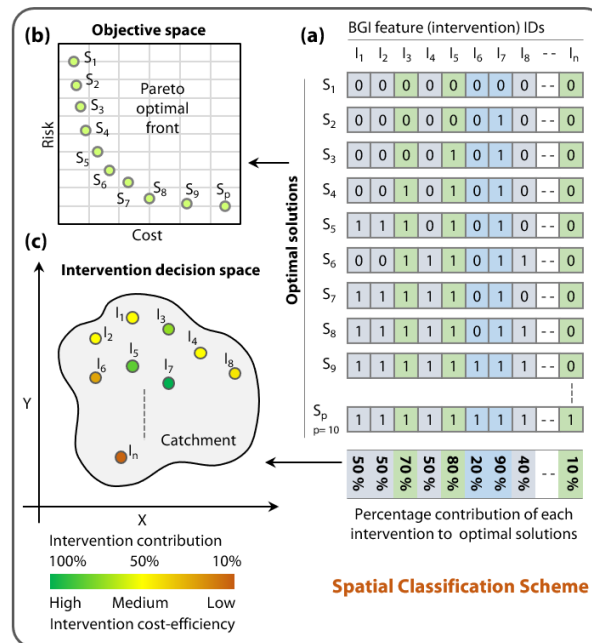 (b) Objective space
S1
S2
S3
S4
S5
S6
S7
S8
S9
Sp
Pareto
optimal
front
Risk
Cost
(a) BGI feature (intervention) IDs
I1 I2 I3 I4 I5 I6 I7 I8 -- In
S1 0 0 0 0 0 0 0 0 -- 0
S2 0 0 0 0 0 0 1 0 -- 0
S3 0 0 0 0 1 0 1 0 -- 0
S4 0 0 1 0 1 0 1 0 -- 0
S5 1 1 1 0 1 0 1 0 -- 0
S6 0 0 1 1 1 0 1 1 -- 0
S7 1 1 1 1 1 0 1 0 -- 0
S8 1 1 1 1 1 0 1 1 -- 0
S9 1 1 1 1 1 1 1 1 -- 0
Sp 1 1 1 1 1 1 1 1 -- 1
p= 10
50 % 50 % 70 % 50 % 80 % 20 % 90 % 40 % -- 10 %
Optimal solutions
Percentage contribution of each
intervention to optimal solutions
Spatial Classification Scheme
(c) Intervention decision space
I1
I2
I3
I4
I5
I6
I7
I8
In
Catchment
Y
X
Intervention contribution
100% 50% 10%
High Medium Low
Intervention cost-efficiency